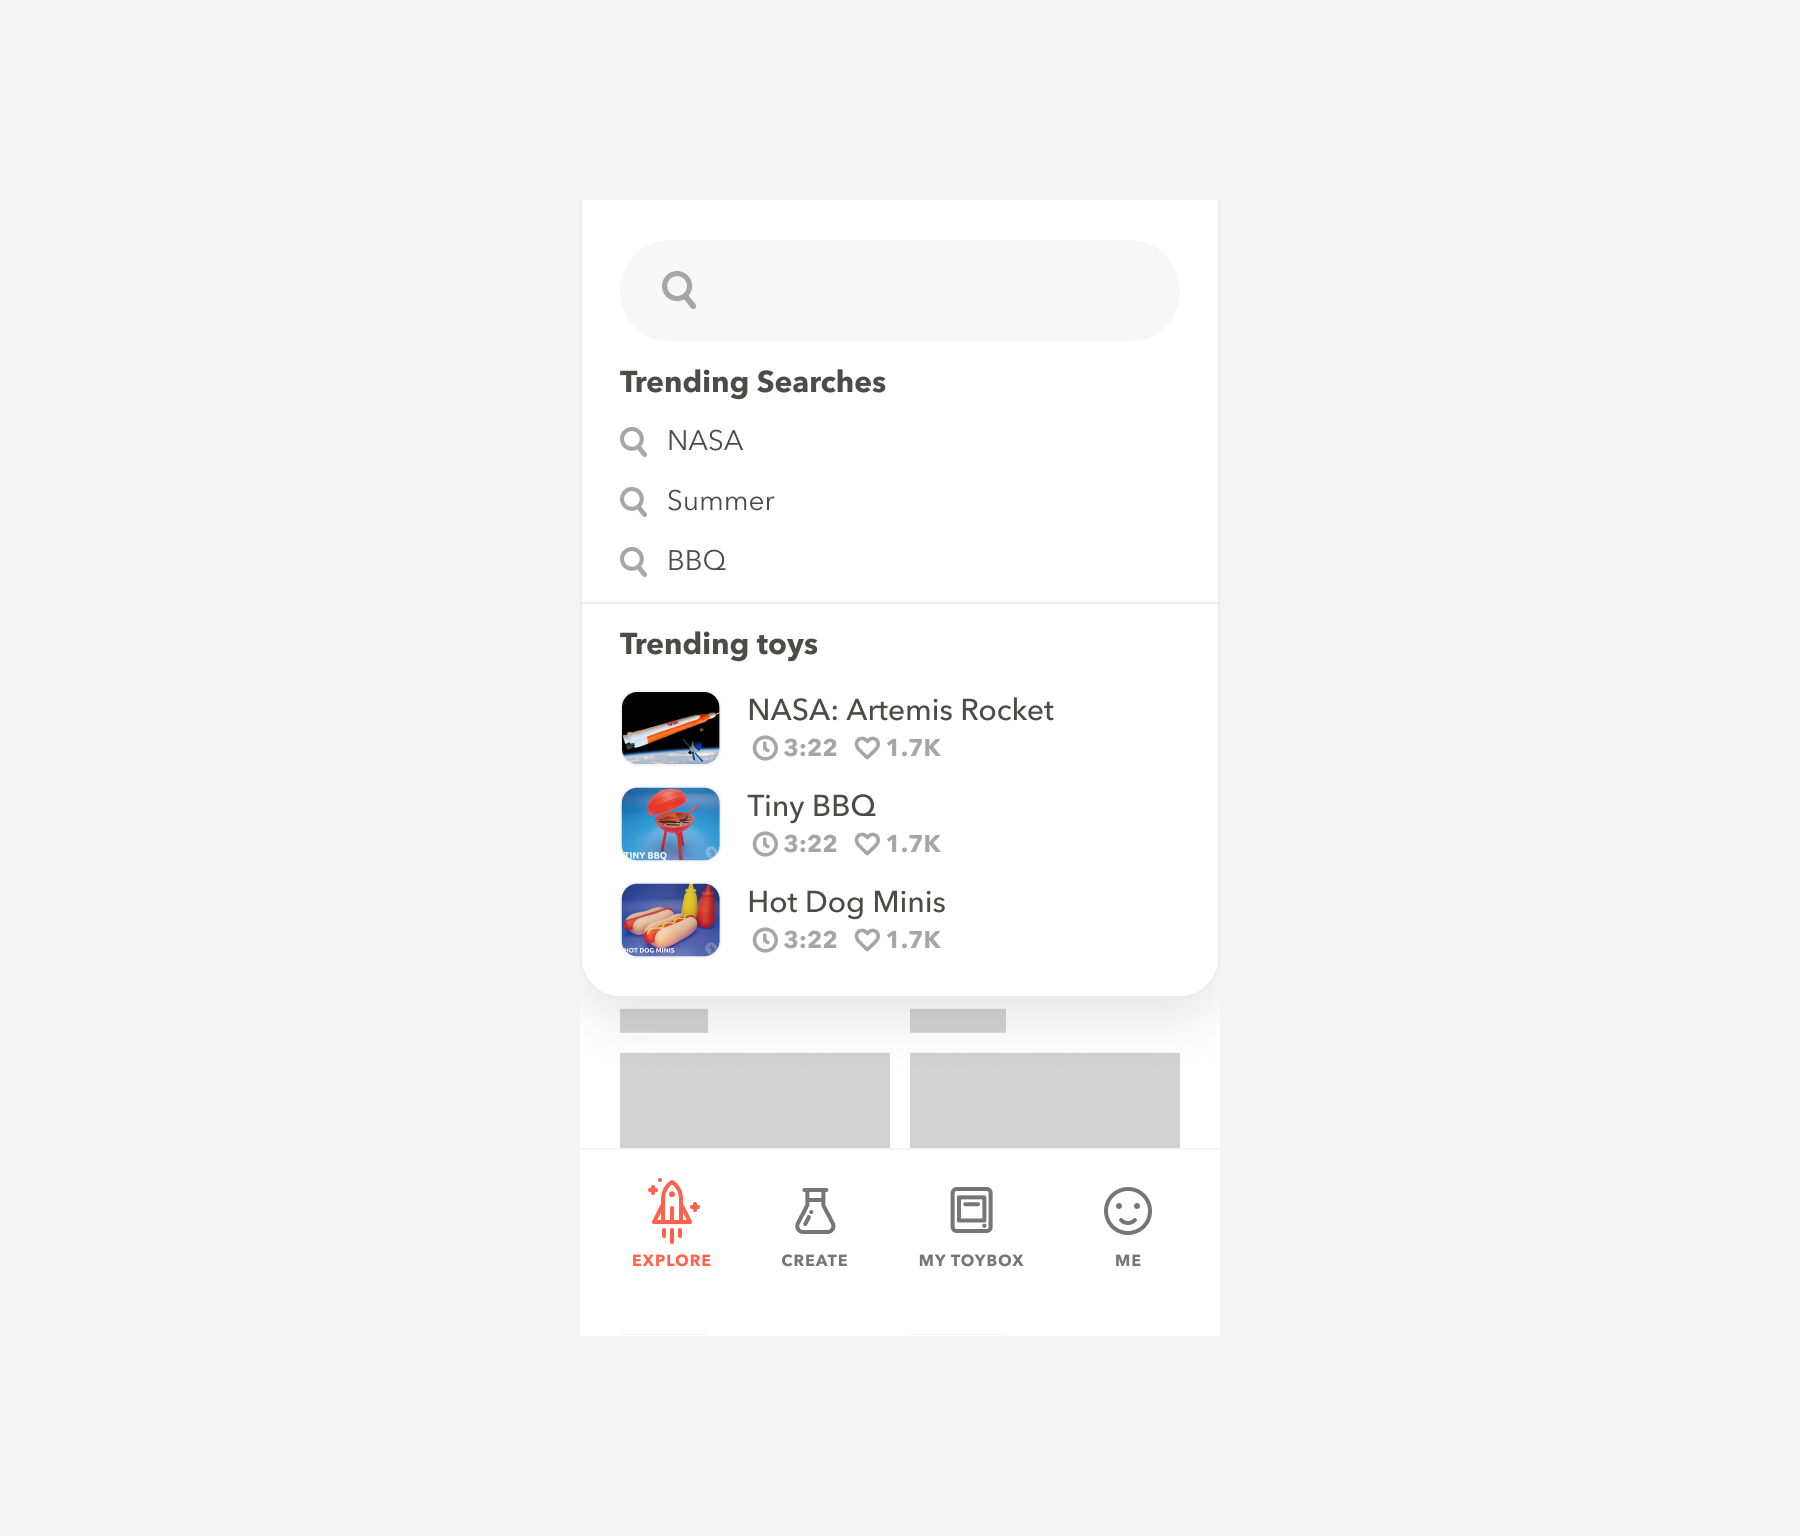 Trending Searches
NASA
Summer
BBQ
Trending toys
NASA: Artemis Rocket
3:22 1.7K
Tiny BBQ
3:22 1.7K
TINY BBQ
Hot Dog Minis
3:22 1.7K
HOT DOG MINIS
EXPLORE CREATE MY TOYBOX ME